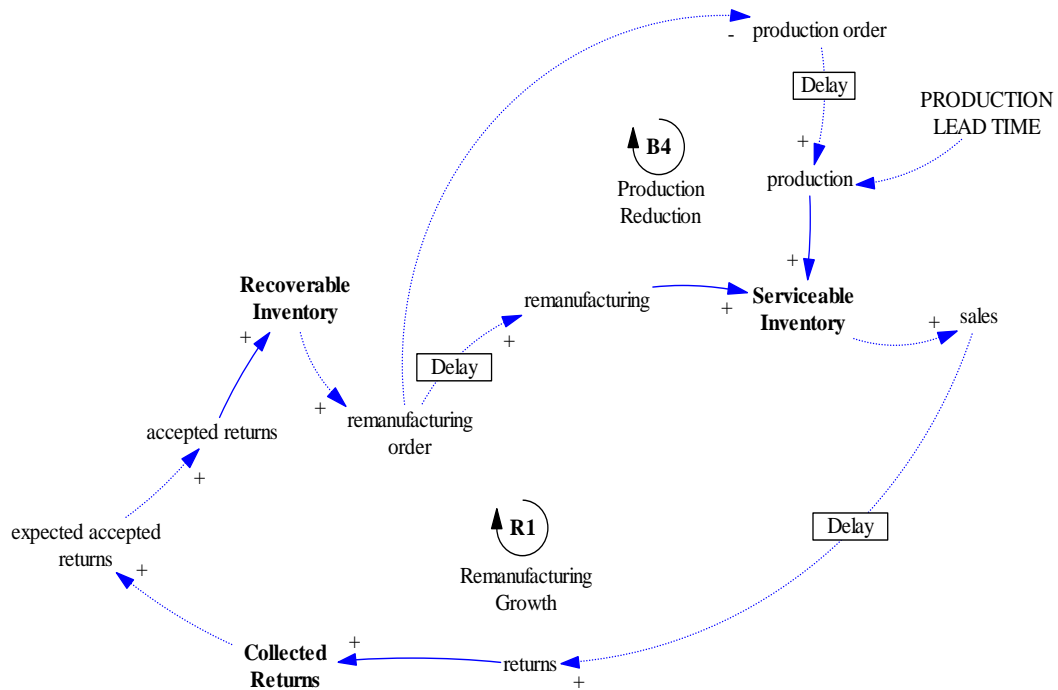 - production order
Delay
PRODUCTION
LEAD TIME
+
B4
production
Production
Reduction
+
Recoverable
Inventory
remanufacturing
Serviceable
Inventory
+
+
sales
+
+
Delay
+
remanufacturing
order
accepted returns
+
expected accepted
returns
R1
Delay
Remanufacturing
Growth
+
Collected
Returns
+
returns
+